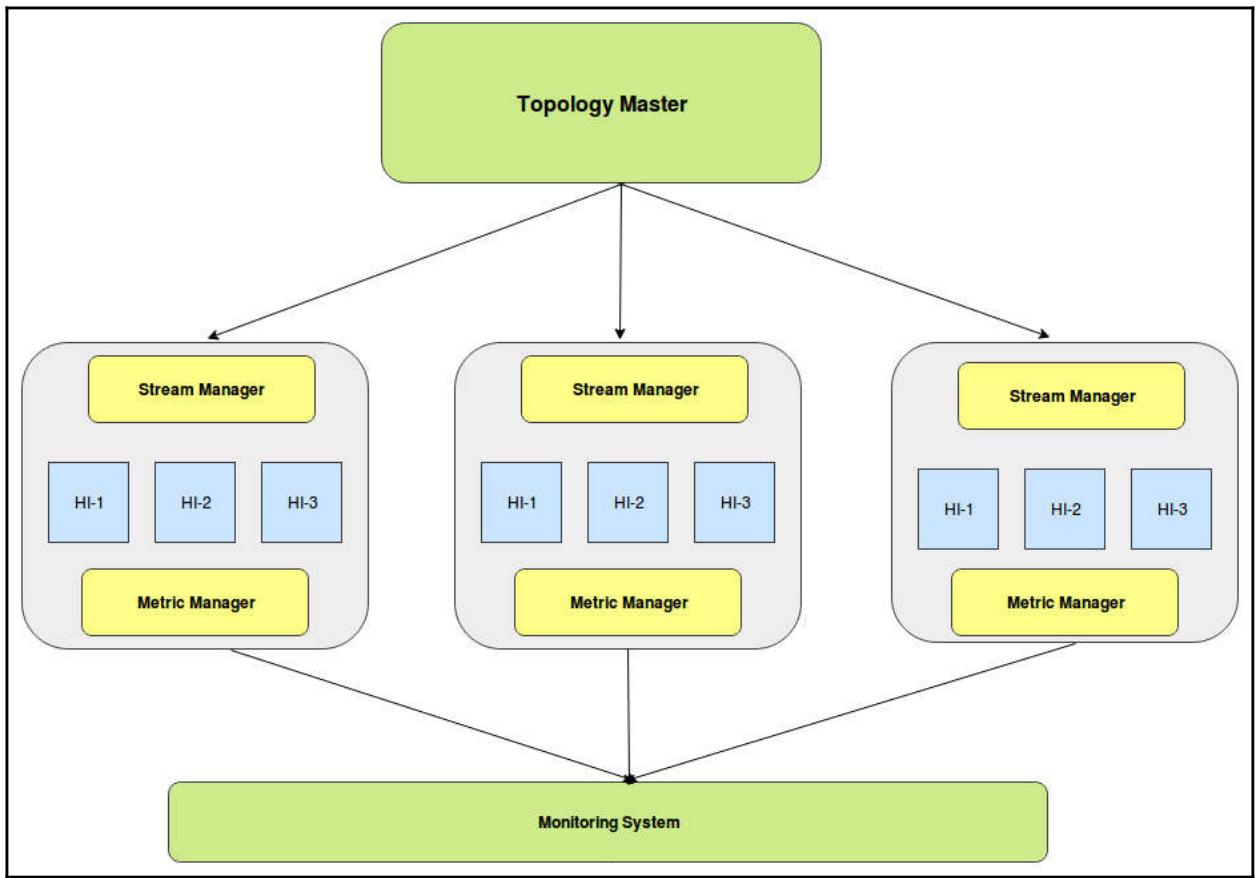 Topology Master
Stream Manager
Stream Manager
Stream Manager
HI-1
HI-2
HI-3
HI-1
HI-2
HI-3
HI-1
HI-2
HI-3
Metric Manager
Metric Manager
Metric Manager
Monitoring System